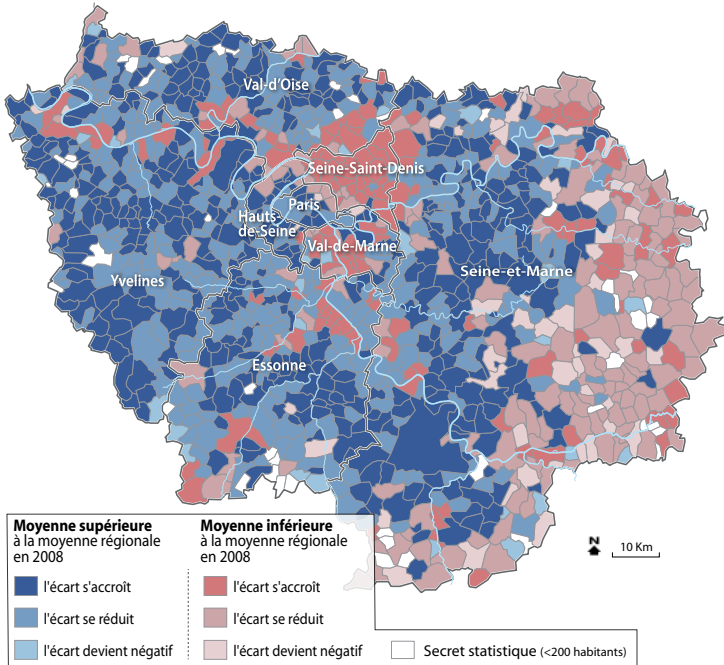 Val-d'Oise
Seine-Saint-Denis
Paris
Hauts-
de-Seine
Val-de-Marne
Yvelines
Seine-et-Marne
Essonne
Moyenne supérieure
à la moyenne régionale
en 2008
l'écart s'accroît
l'écart se réduit
l'écart devient négatif
Moyenne inférieure
à la moyenne régionale
en 2008
l'écart s'accroît
l'écart se réduit
l'écart devient négatif
Secret statistique (<200 habitants)
N
10 Km